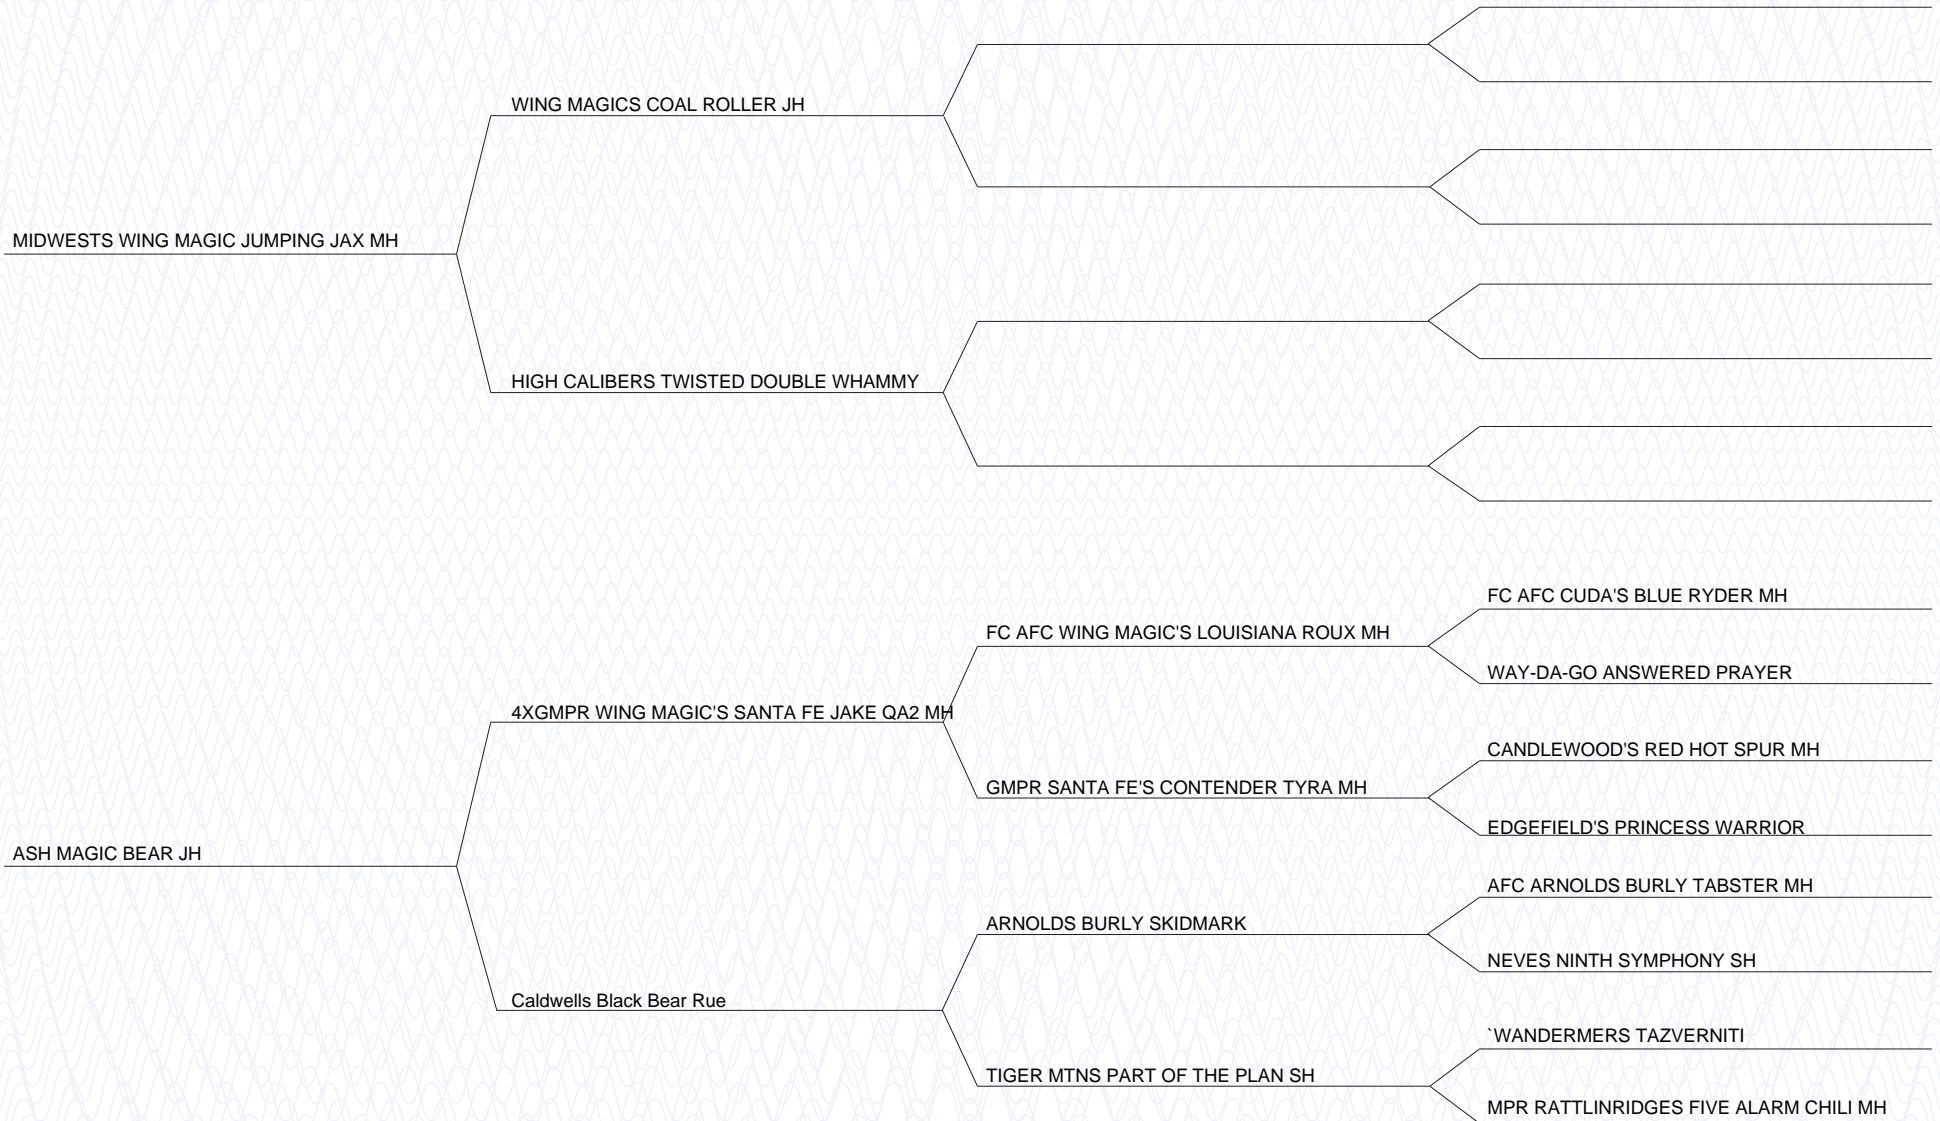 WING MAGICS COAL ROLLER JH
MIDWESTS WING MAGIC JUMPING JAX MH
HIGH CALIBERS TWISTED DOUBLE WHAMMY
FC AFC CUDA'S BLUE RYDER MH
FC AFC WING MAGIC'S LOUISIANA ROUX MH
WAY-DA-GO ANSWERED PRAYER
4XGMPR WING MAGIC'S SANTA FE JAKE QA2 MH
CANDLEWOOD'S RED HOT SPUR MH
GMPR SANTA FE'S CONTENDER TYRA MH
EDGEFIELD'S PRINCESS WARRIOR
ASH MAGIC BEAR JH
AFC ARNOLDS BURLY TABSTER MH
ARNOLDS BURLY SKIDMARK
NEVES NINTH SYMPHONY SH
Caldwells Black Bear Rue
`WANDERMERS TAZVERNITI
TIGER MTNS PART OF THE PLAN SH
MPR RATTLINRIDGES FIVE ALARM CHILI MH